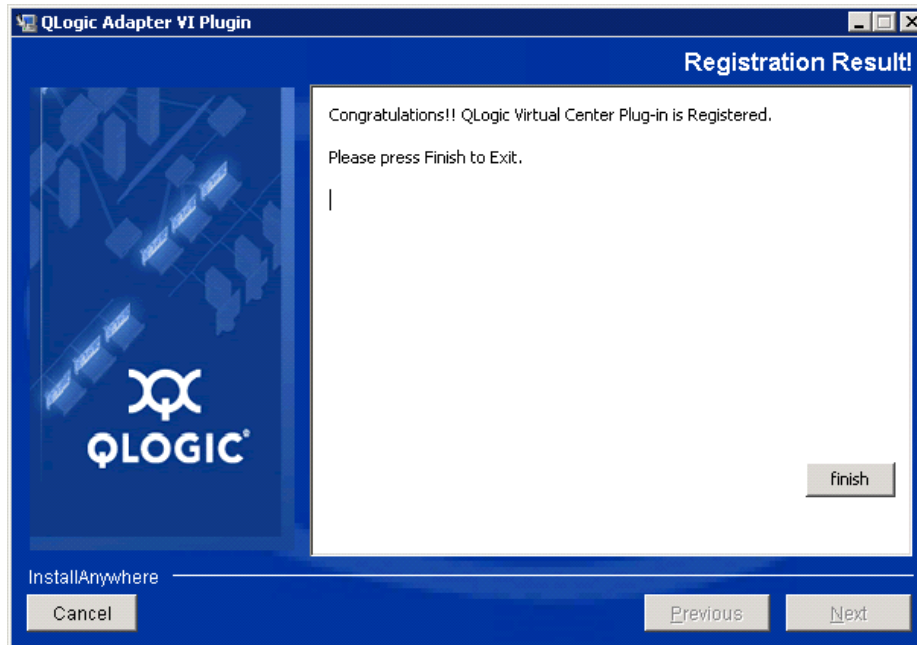 QLogic Adapter VI Plugin
Registration Result!
Congratulations!! QLogic Virtual Center Plug-in is Registered.
Please press Finish to Exit.
QLOGIC®
finish
InstallAnywhere
Cancel
Previous
Next